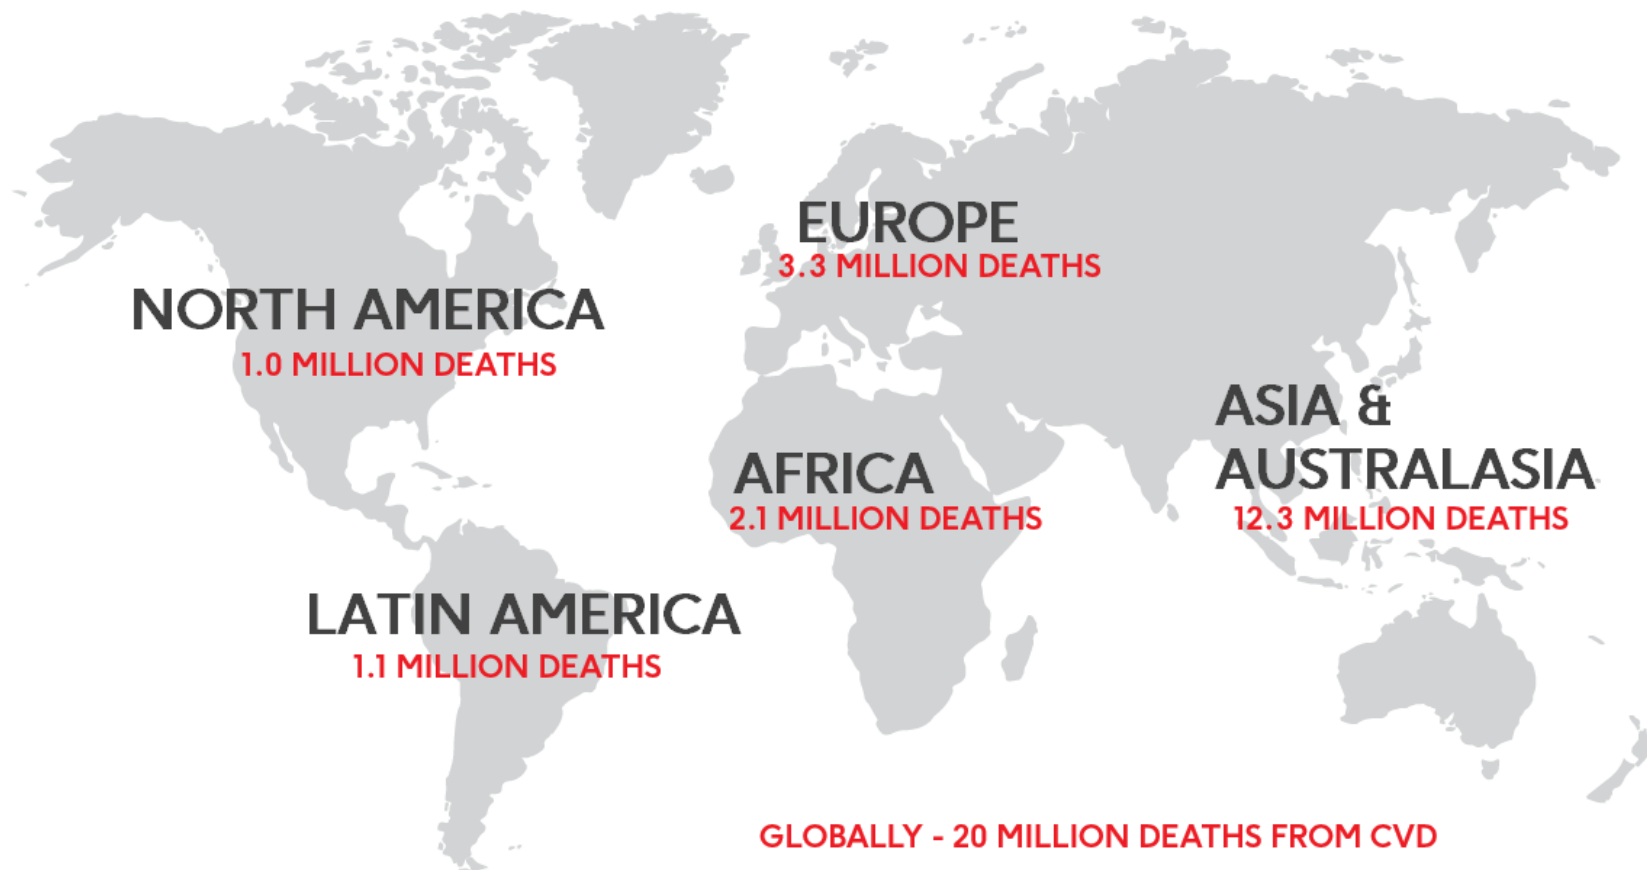 EUROPE
3.3 MILLION DEATHS
NORTH AMERICA
1.0 MILLION DEATHS
ASIA &
AUSTRALASIA
12.3 MILLION DEATHS
AFRICA
2.1 MILLION DEATHS
LATIN AMERICA
1.1 MILLION DEATHS
GLOBALLY - 20 MILLION DEATHS FROM CVD